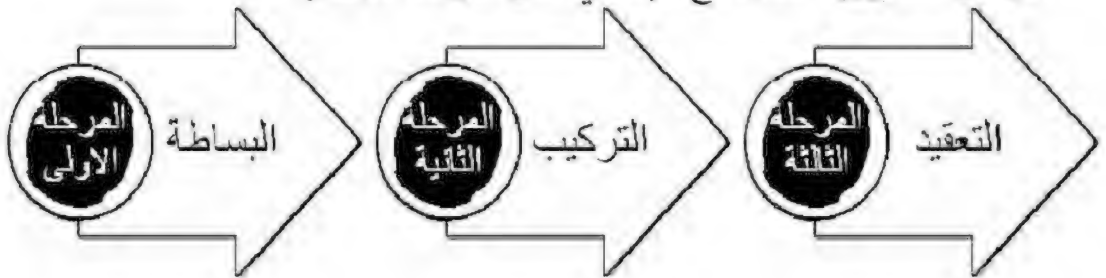 المرحلة
الاولى
البساطة
المرحلة
الثانية
التركيب
المرحلة
الثالثة
التعقيد